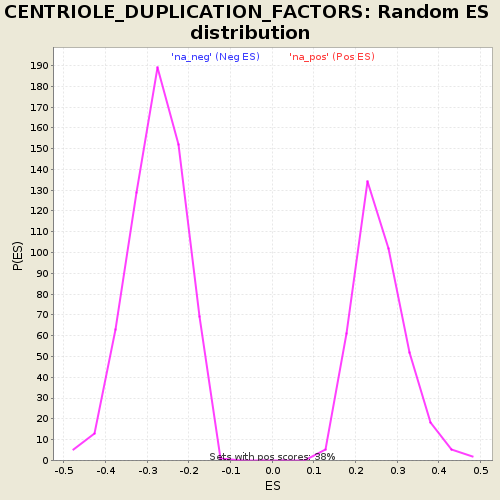 CENTRIOLE_DUPLICATION_FACTORS: Random ES
distribution
'na_neg' (Neg ES) 'na_pos' (Pos ES)
P(ES)
190
180
170
160
150
140
130
120
110
100
90
80
70
60
50
40
30
20
10
0
Sets with pos scores: 38%
-0.5 -0.4 -0.3 -0.2 -0.1 0.0 0.1 0.2 0.3 0.4 0.5
ES